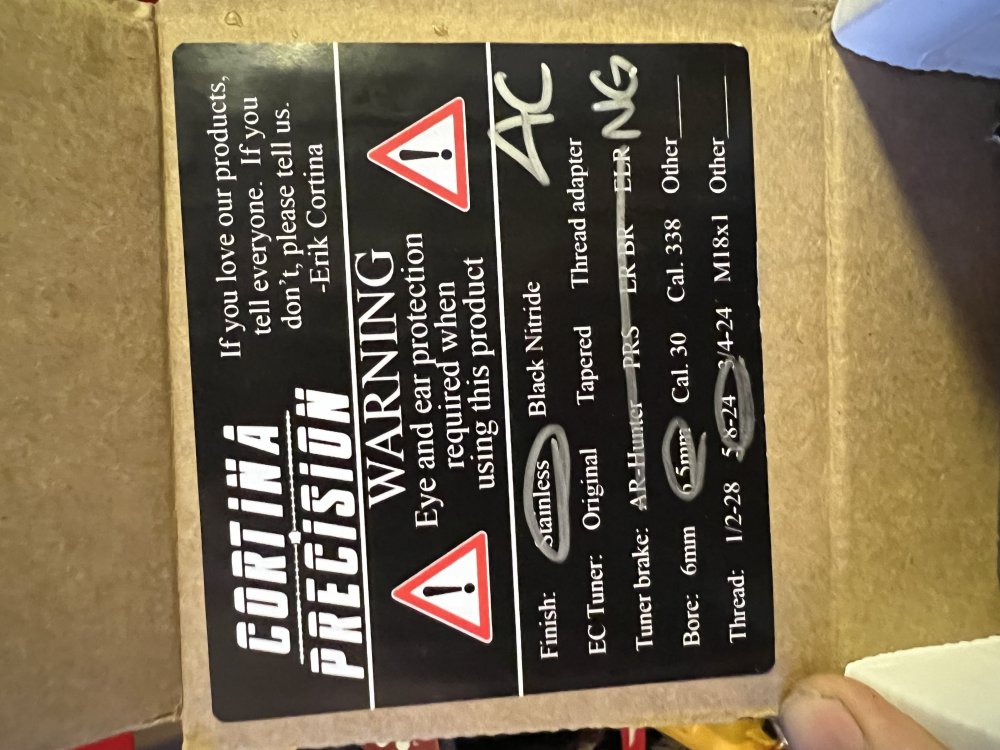 CORTINA
PRECISION
If you love our products,
tell everyone. If you
don't, please tell us.
-Erik Cortina
WARNING
Eye and ear protection
required when
using this product
Finish: Stainless Black Nitride AC
EC Tuner: Original Tapered Thread adapter
Tuner brake: AR-Hunter PRS LR BR ELR NG
Bore: 6mm 6.5mm Cal. 30 Cal. 338 Other
Thread: 1/2-28 5/8-24 3/4-24 M18x1 Other